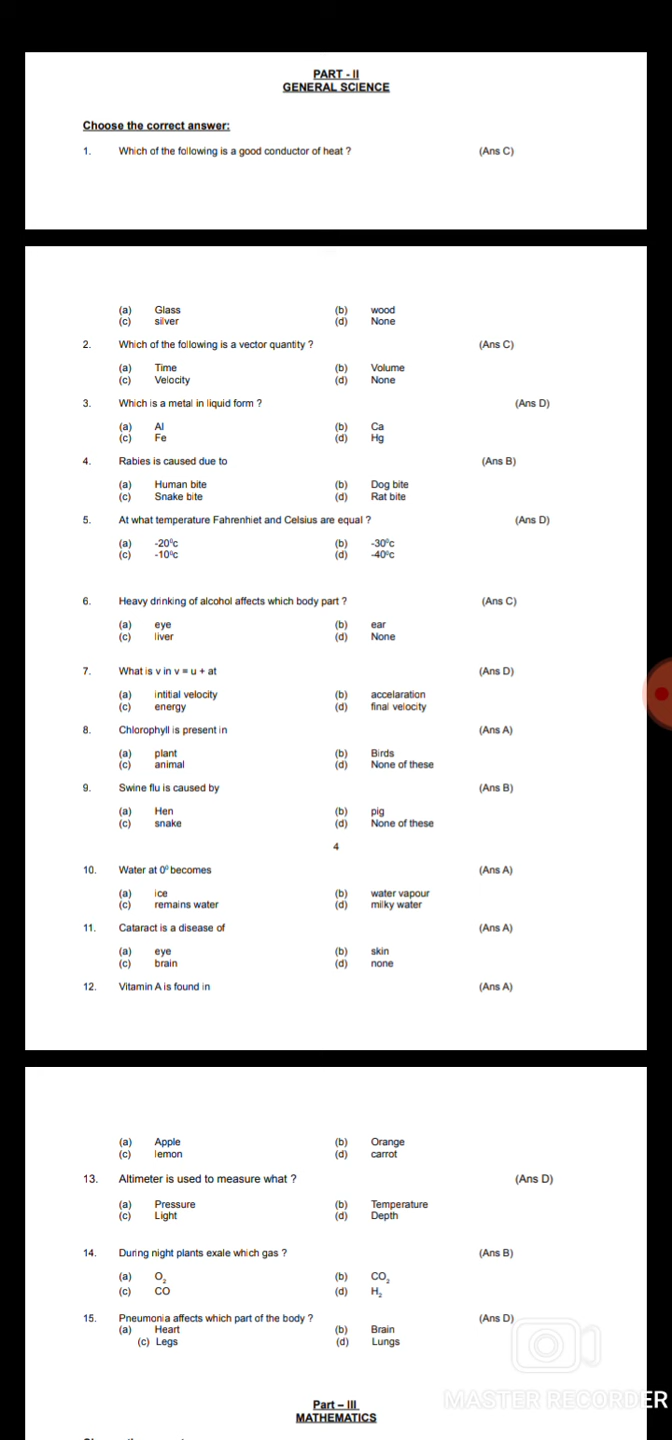 PART - II
GENERAL SCIENCE
Choose the correct answer:
1. Which of the following is a good conductor of heat ? (Ans C)
(a) Glass (b) wood
(c) silver (d) None
2. Which of the following is a vector quantity ? (Ans C)
(a) Time (b) Volume
(c) Velocity (d) None
3. Which is a metal in liquid form ? (Ans D)
(a) Al (b) Ca
(c) Fe (d) Hg
4. Rabies is caused due to (Ans B)
(a) Human bite (b) Dog bite
(c) Snake bite (d) Rat bite
5. At what temperature Fahrenhiet and Celsius are equal ? (Ans D)
(a) -20⁰c (b) -30⁰c
(c) -10⁰c (d) -40⁰c
6. Heavy drinking of alcohol affects which body part ? (Ans C)
(a) eye (b) ear
(c) liver (d) None
7. What is v in v = u + at (Ans D)
(a) intitial velocity (b) accelaration
(c) energy (d) final velocity
8. Chlorophyll is present in (Ans A)
(a) plant (b) Birds
(c) animal (d) None of these
9. Swine flu is caused by (Ans B)
(a) Hen (b) pig
(c) snake (d) None of these
4
10. Water at 0⁰ becomes (Ans A)
(a) ice (b) water vapour
(c) remains water (d) milky water
11. Cataract is a disease of (Ans A)
(a) eye (b) skin
(c) brain (d) none
12. Vitamin A is found in (Ans A)
(a) Apple (b) Orange
(c) lemon (d) carrot
13. Altimeter is used to measure what ? (Ans D)
(a) Pressure (b) Temperature
(c) Light (d) Depth
14. During night plants exale which gas ? (Ans B)
(a) O₂ (b) CO₂
(c) CO (d) H₂
15. Pneumonia affects which part of the body ? (Ans D)
(a) Heart (b) Brain
(c) Legs (d) Lungs
MASTER RECORDER
Part – III
MATHEMATICS